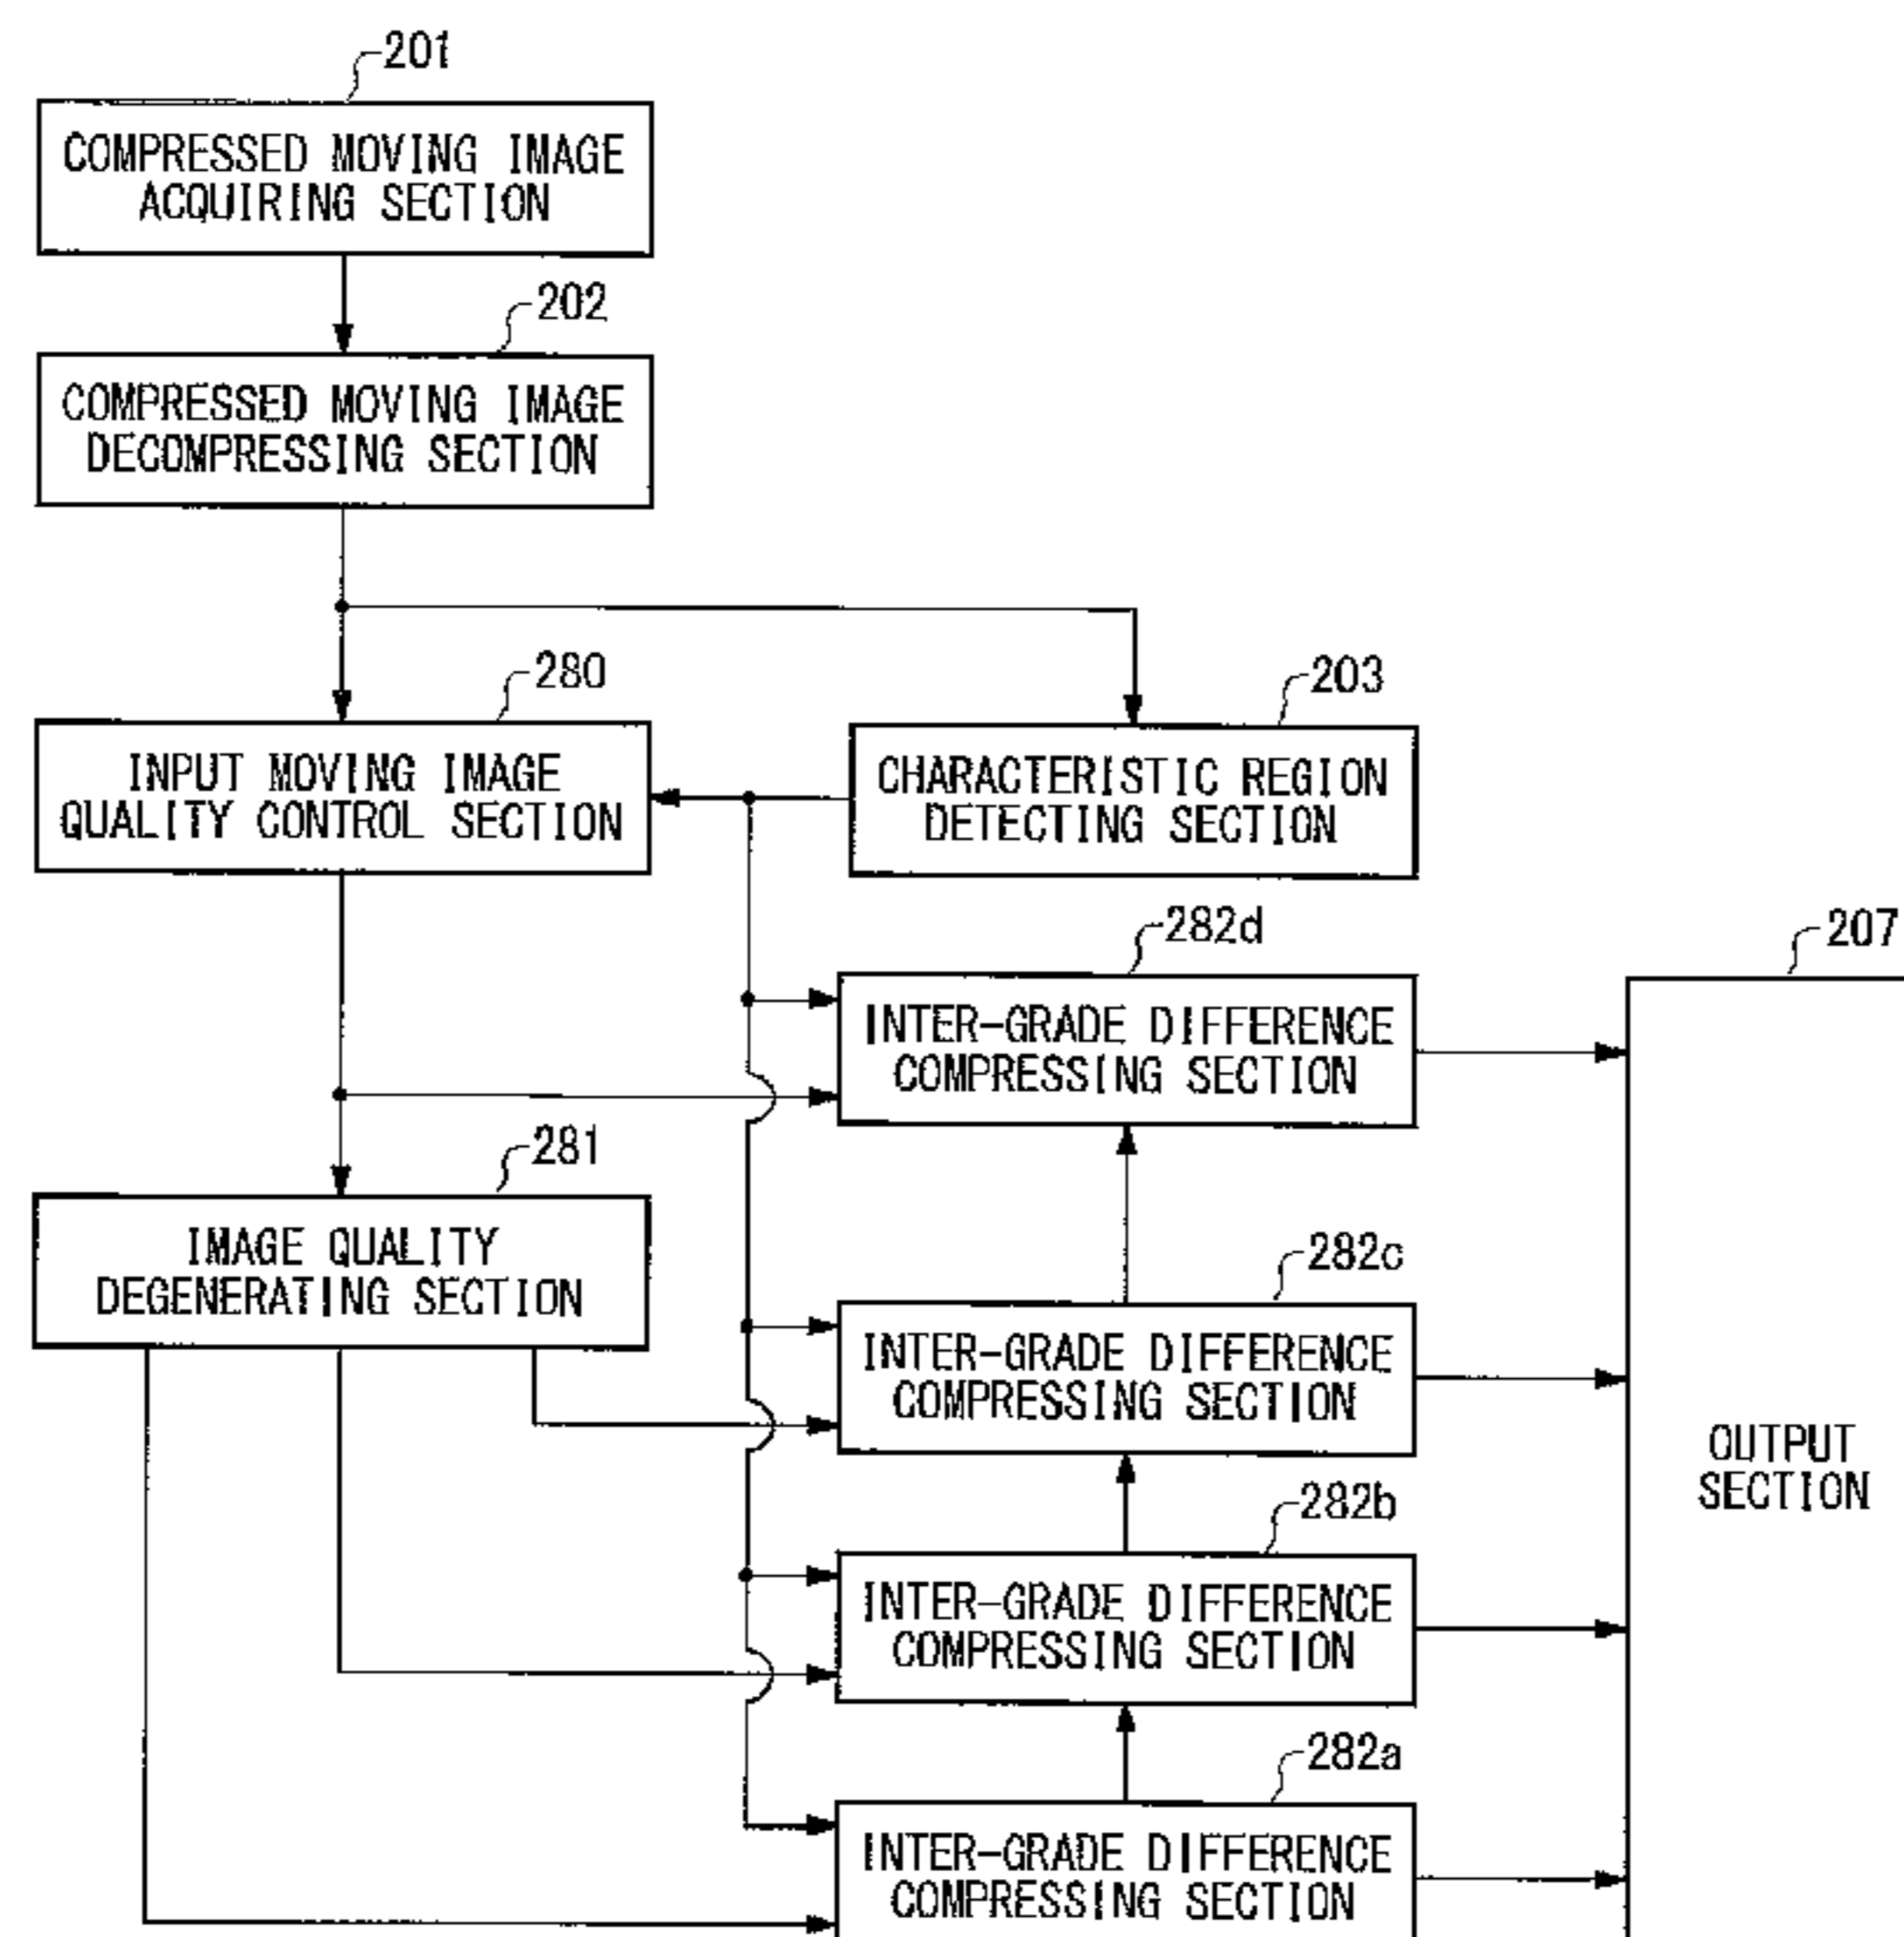 201
COMPRESSED MOVING IMAGE
ACQUIRING SECTION
202
COMPRESSED MOVING IMAGE
DECOMPRESSING SECTION
280
INPUT MOVING IMAGE
QUALITY CONTROL SECTION
203
CHARACTERISTIC REGION
DETECTING SECTION
282d
INTER-GRADE DIFFERENCE
COMPRESSING SECTION
207
OUTPUT
SECTION
281
IMAGE QUALITY
DEGENERATING SECTION
282c
INTER-GRADE DIFFERENCE
COMPRESSING SECTION
282b
INTER-GRADE DIFFERENCE
COMPRESSING SECTION
282a
INTER-GRADE DIFFERENCE
COMPRESSING SECTION